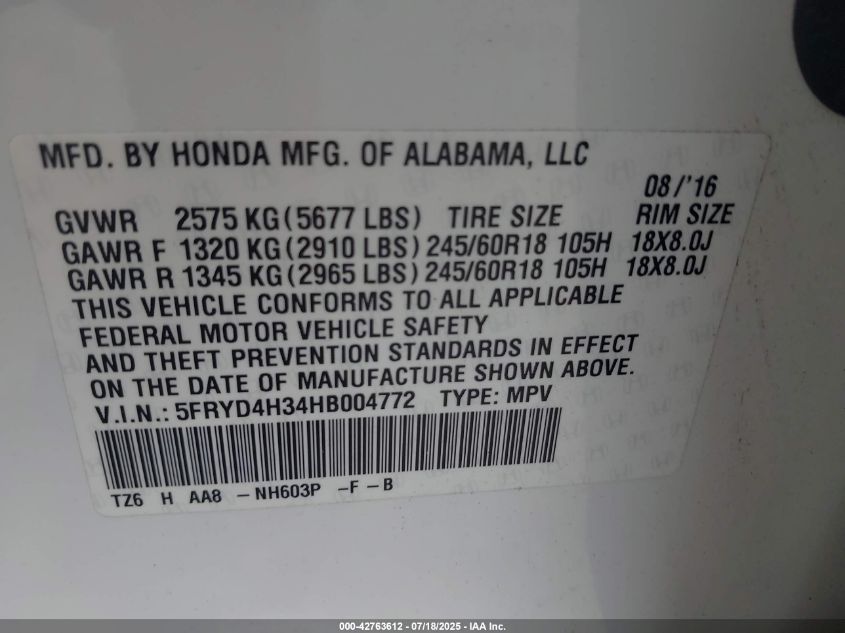 MFD. BY HONDA MFG. OF ALABAMA, LLC
08/'16
GVWR 2575 KG (5677 LBS) TIRE SIZE RIM SIZE
GAWR F 1320 KG (2910 LBS) 245/60R18 105H 18X8.0J
GAWR R 1345 KG (2965 LBS) 245/60R18 105H 18X8.0J
THIS VEHICLE CONFORMS TO ALL APPLICABLE
FEDERAL MOTOR VEHICLE SAFETY
AND THEFT PREVENTION STANDARDS IN EFFECT
ON THE DATE OF MANUFACTURE SHOWN ABOVE.
V.I.N.: 5FRYD4H34HB004772 TYPE: MPV
TZ6 H AA8 – NH603P –F – B
000-42763612 - 07/18/2025 - IAA Inc.